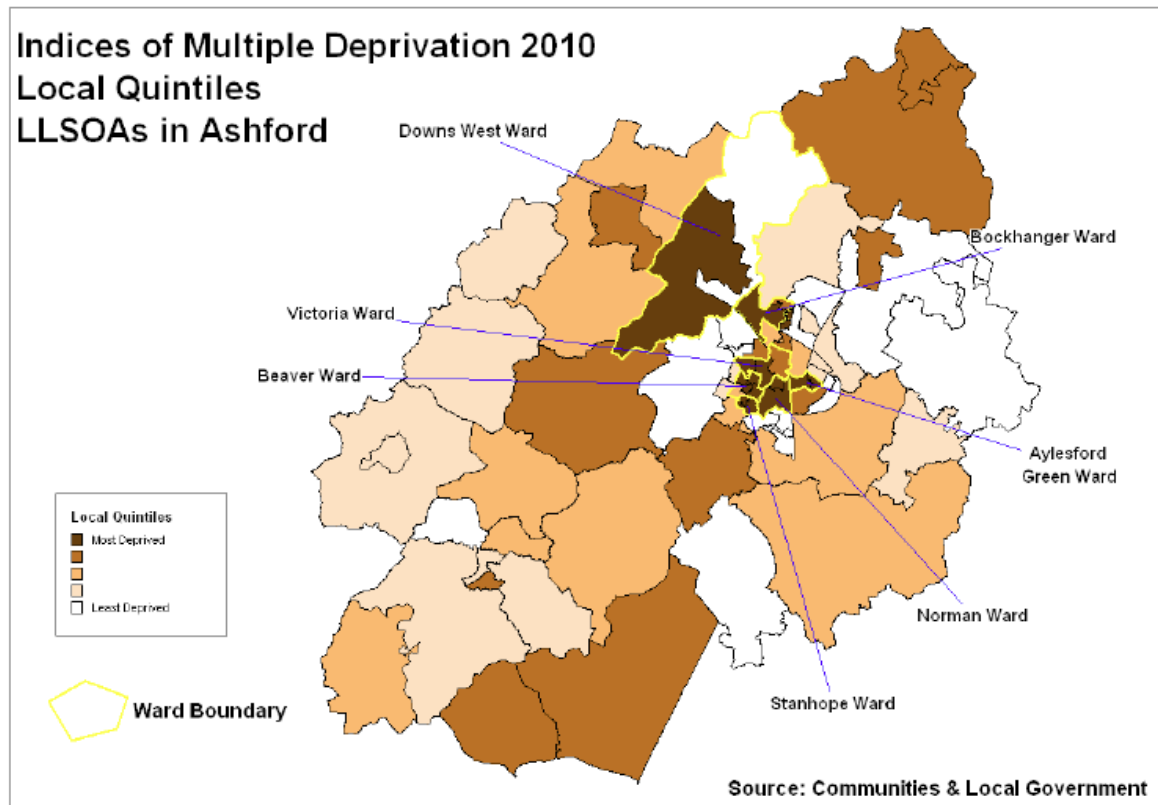 Indices of Multiple Deprivation 2010
Local Quintiles
LLSOAs in Ashford
Downs West Ward
Bockhanger Ward
Victoria Ward
Beaver Ward
Aylesford
Green Ward
Local Quintiles
Most Deprived
Least Deprived
Norman Ward
Stanhope Ward
Ward Boundary
Source: Communities & Local Government